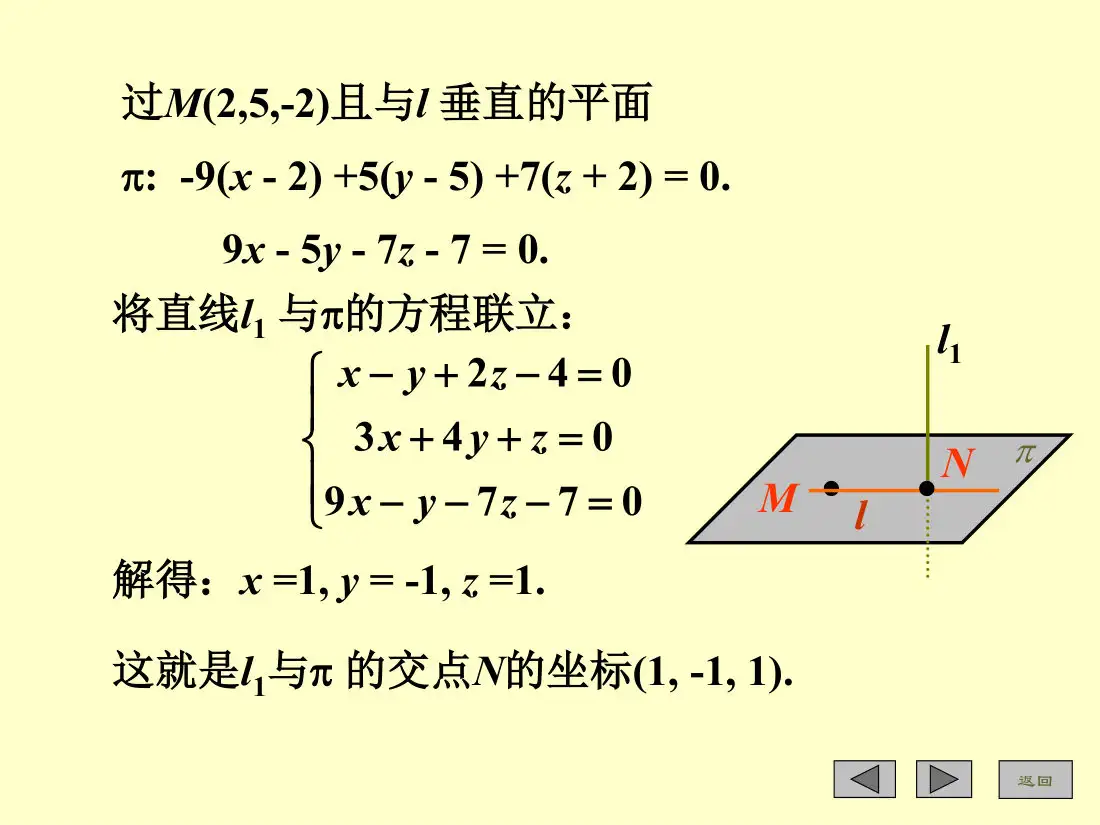 过M(2,5,-2)且与l 垂直的平面
π: -9(x - 2) +5(y - 5) +7(z + 2) = 0.
9x - 5y - 7z - 7 = 0.
将直线l₁ 与π的方程联立：
x − y + 2z − 4 = 0
3x + 4y + z = 0
9x − y − 7z − 7 = 0
l₁
π
N
M
l
解得：x =1, y = -1, z =1.
这就是l₁与π 的交点N的坐标(1, -1, 1).
返回